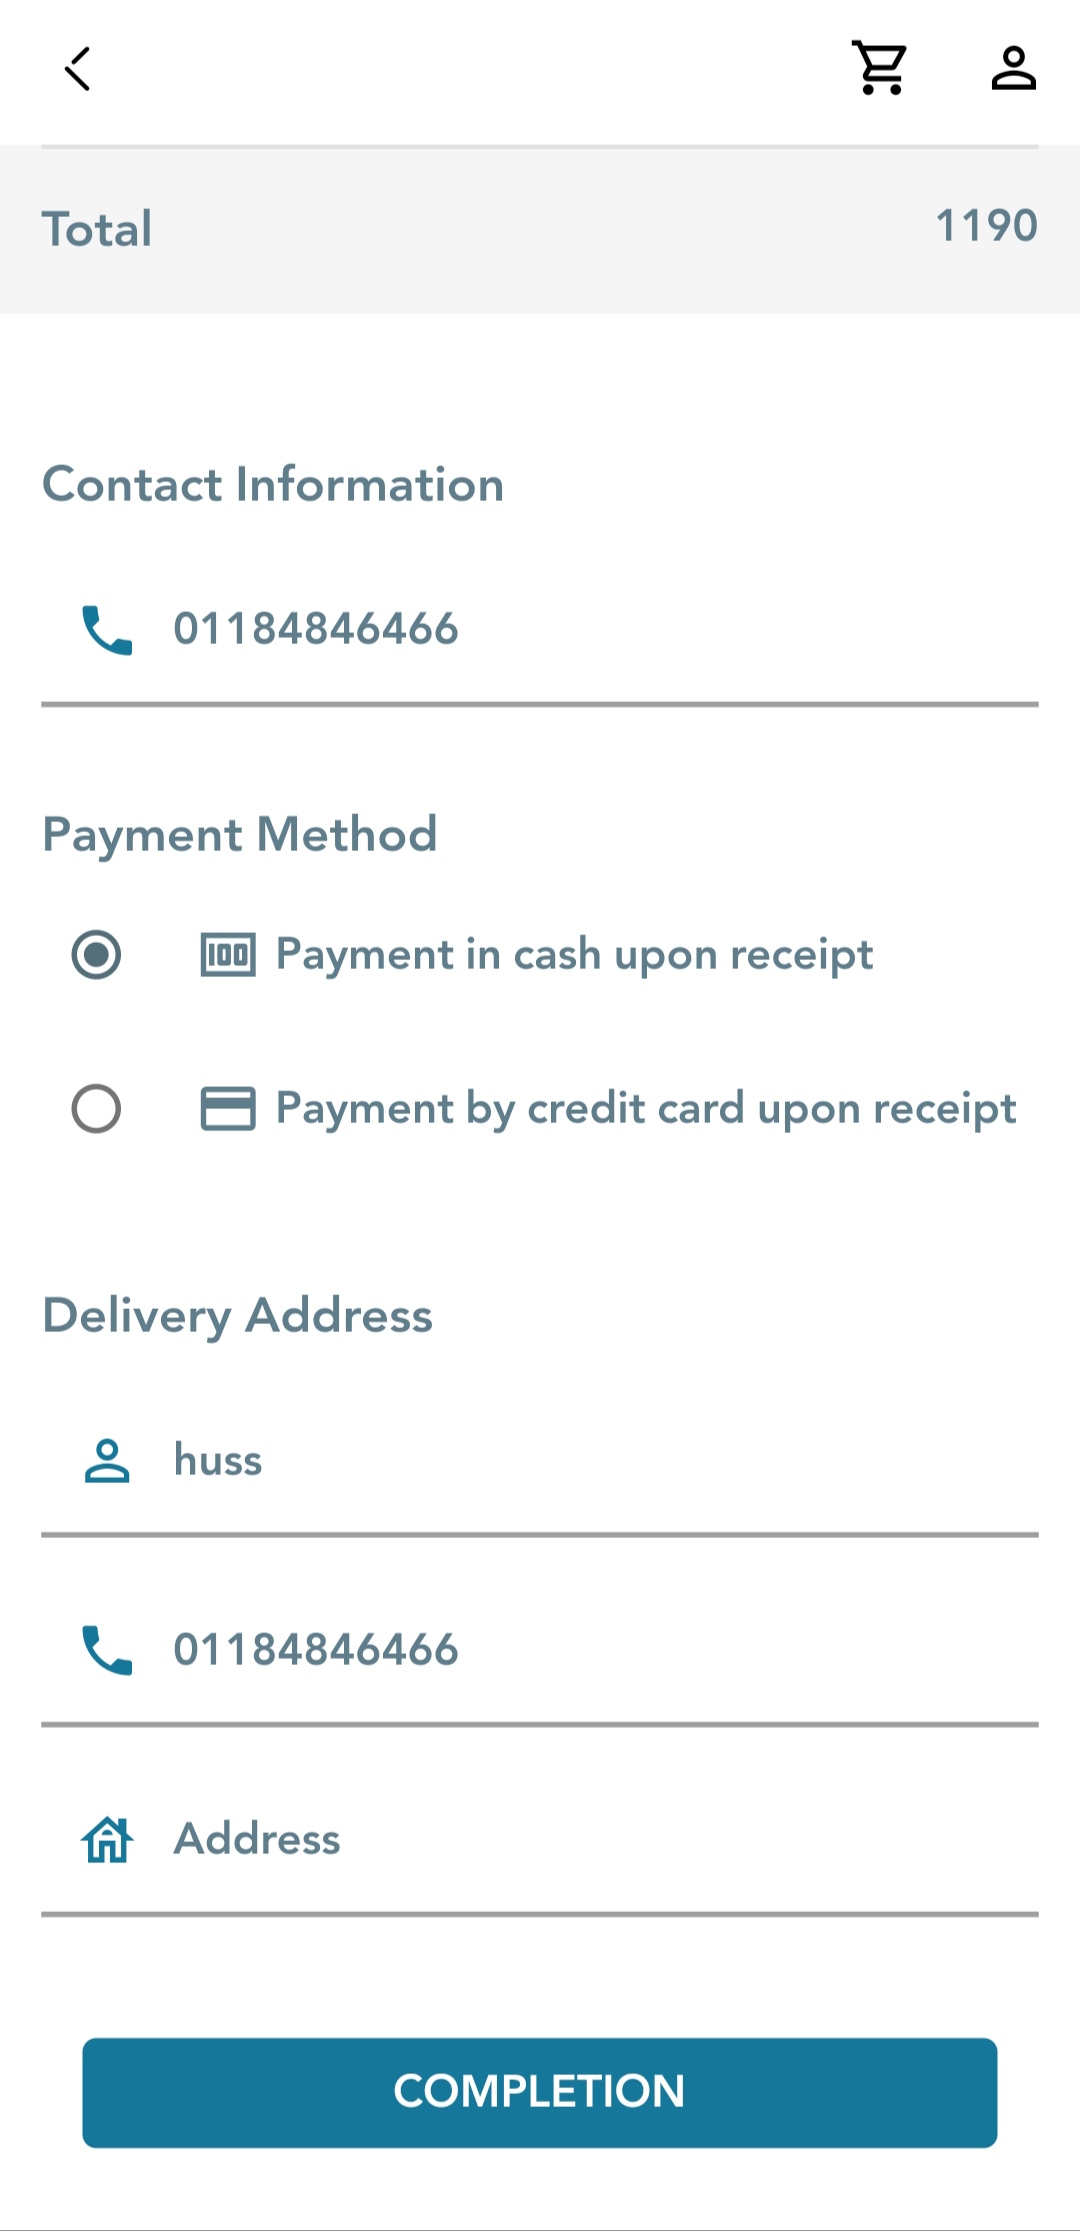 Total 1190
Contact Information
01184846466
Payment Method
100 Payment in cash upon receipt
Payment by credit card upon receipt
Delivery Address
huss
01184846466
Address
COMPLETION